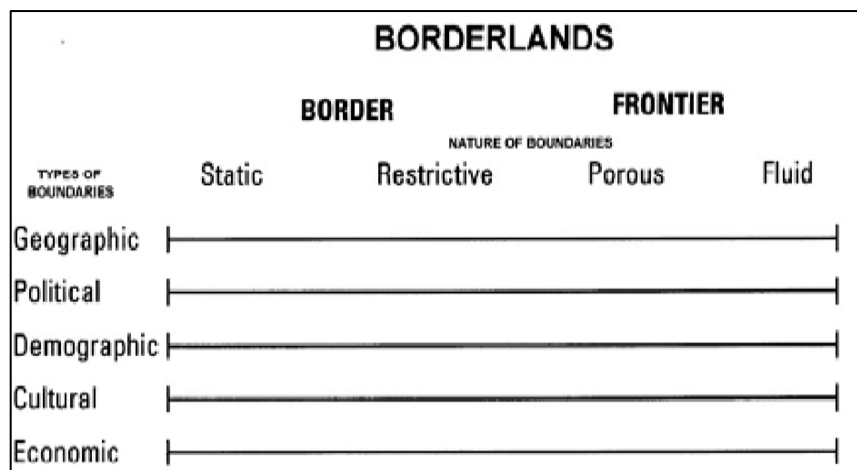 BORDERLANDS
BORDER FRONTIER
NATURE OF BOUNDARIES
TYPES OF
BOUNDARIES
Static Restrictive Porous Fluid
Geographic
Political
Demographic
Cultural
Economic